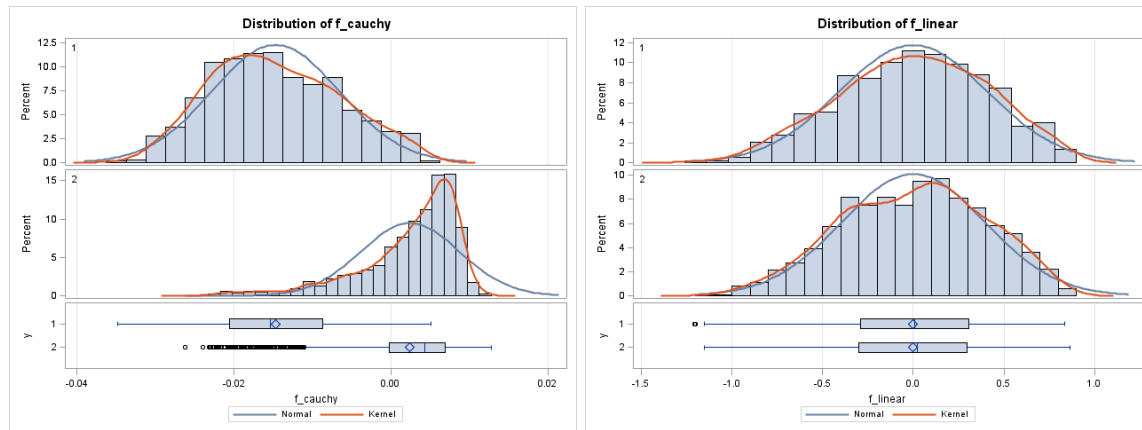 Distribution of f_cauchy
12.5
10.0
7.5
5.0
2.5
0.0
Percent
1
15
10
5
0
Percent
2
y
1
2
-0.04
-0.02
0.00
0.02
f_cauchy
Normal
Kernel
Distribution of f_linear
12
10
8
6
4
2
0
Percent
1
10
8
6
4
2
0
Percent
2
y
1
2
-1.5
-1.0
-0.5
0.0
0.5
1.0
f_linear
Normal
Kernel